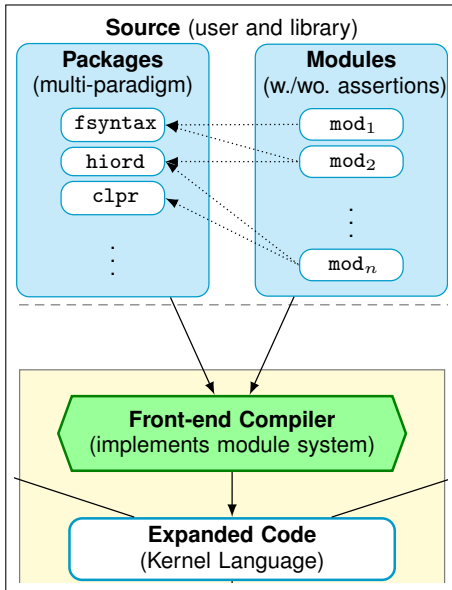 Source (user and library)
Packages
(multi-paradigm)
fsyntax
hiord
clpr
⋮
Modules
(w./wo. assertions)
mod₁
mod₂
⋮
modₙ
Front-end Compiler
(implements module system)
Expanded Code
(Kernel Language)